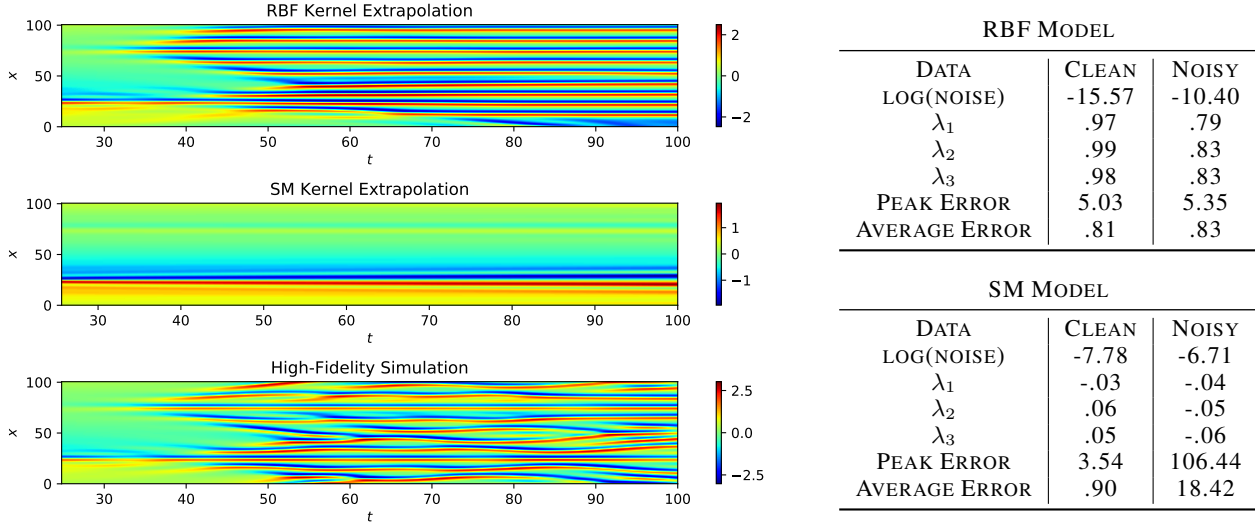 RBF Kernel Extrapolation
100
50
0
x
30 40 50 60 70 80 90 100
t
2
0
−2
SM Kernel Extrapolation
100
50
0
x
30 40 50 60 70 80 90 100
t
1
0
−1
High-Fidelity Simulation
100
50
0
x
30 40 50 60 70 80 90 100
t
2.5
0.0
−2.5
RBF MODEL
DATA CLEAN NOISY
LOG(NOISE) -15.57 -10.40
λ1 .97 .79
λ2 .99 .83
λ3 .98 .83
PEAK ERROR 5.03 5.35
AVERAGE ERROR .81 .83
SM MODEL
DATA CLEAN NOISY
LOG(NOISE) -7.78 -6.71
λ1 -.03 -.04
λ2 .06 -.05
λ3 .05 -.06
PEAK ERROR 3.54 106.44
AVERAGE ERROR .90 18.42